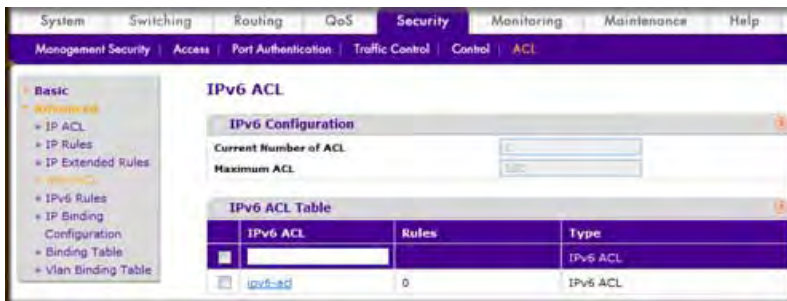 System Switching Routing QoS Security Monitoring Maintenance Help
Management Security Access Port Authentication Traffic Control Control ACL
Basic
Advanced
IP ACL
IP Rules
IP Extended Rules
IPv6 ACL
IPv6 Rules
IP Binding
Configuration
Binding Table
Vlan Binding Table
IPv6 ACL
IPv6 Configuration
Current Number of ACL
Maximum ACL
IPv6 ACL Table
IPv6 ACL Rules Type
IPv6 ACL
ipv6-acl 0 IPv6 ACL